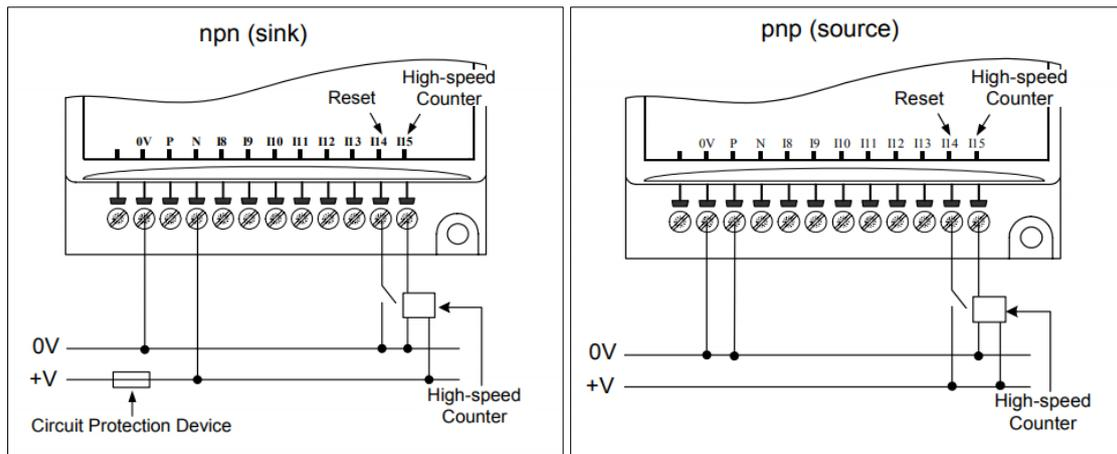 npn (sink)
High-speed
Counter
Reset
0V P N I8 I9 I10 I11 I12 I13 I14 I15
0V
+V
High-speed
Counter
Circuit Protection Device
pnp (source)
High-speed
Counter
Reset
0V P N I8 I9 I10 I11 I12 I13 I14 I15
0V
+V
High-speed
Counter